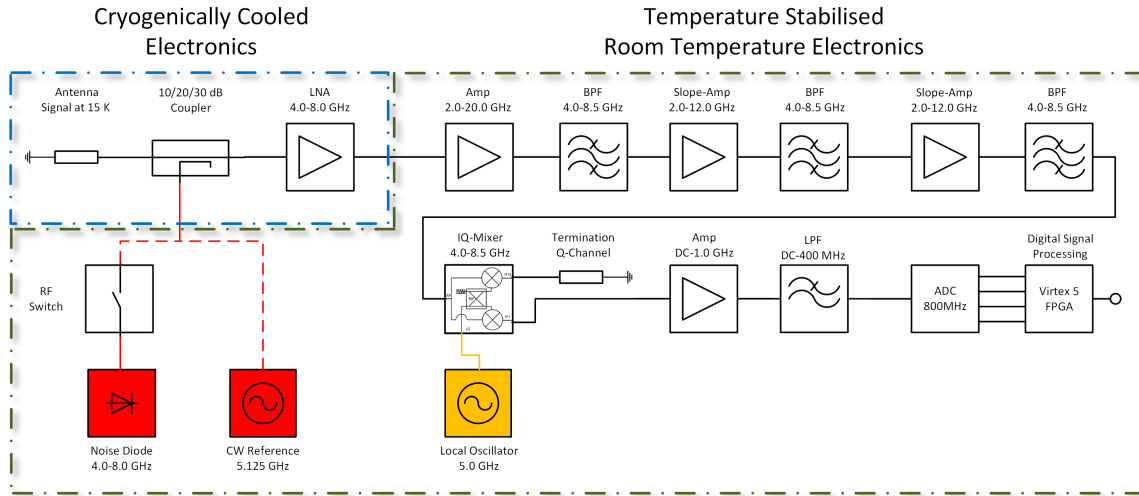 Cryogenically Cooled
Electronics
Temperature Stabilised
Room Temperature Electronics
Antenna
Signal at 15 K
10/20/30 dB
Coupler
LNA
4.0-8.0 GHz
Amp
2.0-20.0 GHz
BPF
4.0-8.5 GHz
Slope-Amp
2.0-12.0 GHz
BPF
4.0-8.5 GHz
Slope-Amp
2.0-12.0 GHz
BPF
4.0-8.5 GHz
RF
Switch
IQ-Mixer
4.0-8.5 GHz
Termination
Q-Channel
Amp
DC-1.0 GHz
LPF
DC-400 MHz
ADC
800MHz
Digital Signal
Processing
Virtex 5
FPGA
Noise Diode
4.0-8.0 GHz
CW Reference
5.125 GHz
Local Oscillator
5.0 GHz